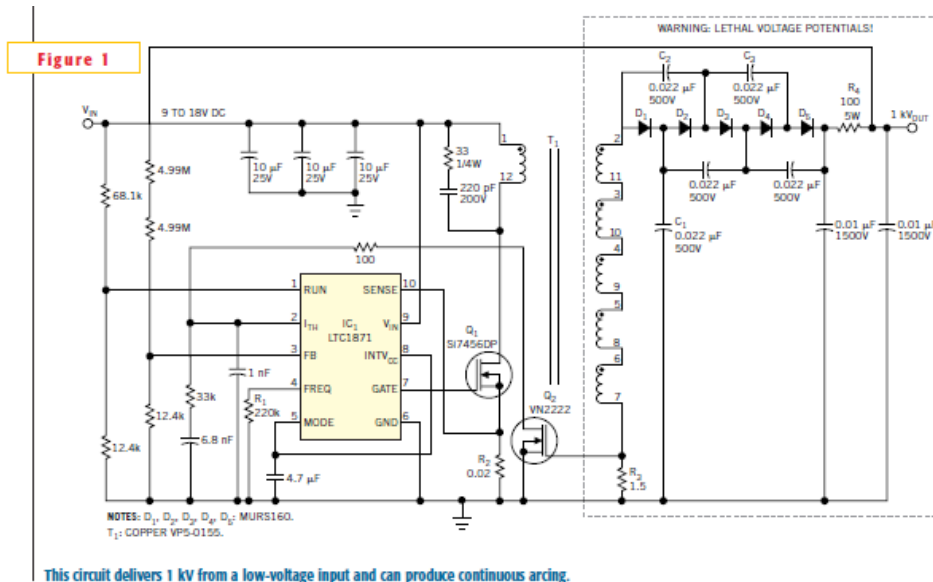 WARNING: LETHAL VOLTAGE POTENTIALS!
Figure 1
C2
0.022 µF
500V
C3
0.022 µF
500V
R4
100
5W
VIN
9 TO 18V DC
1 kVOUT
D1
D2
D3
D4
D5
1
12
T1
2
11
3
10
4
9
5
8
6
7
33
1/4W
220 pF
200V
10 µF
25V
10 µF
25V
10 µF
25V
4.99M
68.1k
4.99M
0.022 µF
500V
0.022 µF
500V
C1
0.022 µF
500V
0.01 µF
1500V
0.01 µF
1500V
100
1 RUN SENSE 10
2 ITH VIN 9
IC1
LTC1871
3 FB INTVCC 8
4 FREQ GATE 7
5 MODE GND 6
Q1
Si7456DP
Q2
VN2222
1 nF
33k
R1
220k
12.4k
12.4k
6.8 nF
4.7 µF
R2
0.02
R3
1.5
NOTES: D1, D2, D3, D4, D5: MURS160.
T1: COPPER VP5-0155.
This circuit delivers 1 kV from a low-voltage input and can produce continuous arcing.